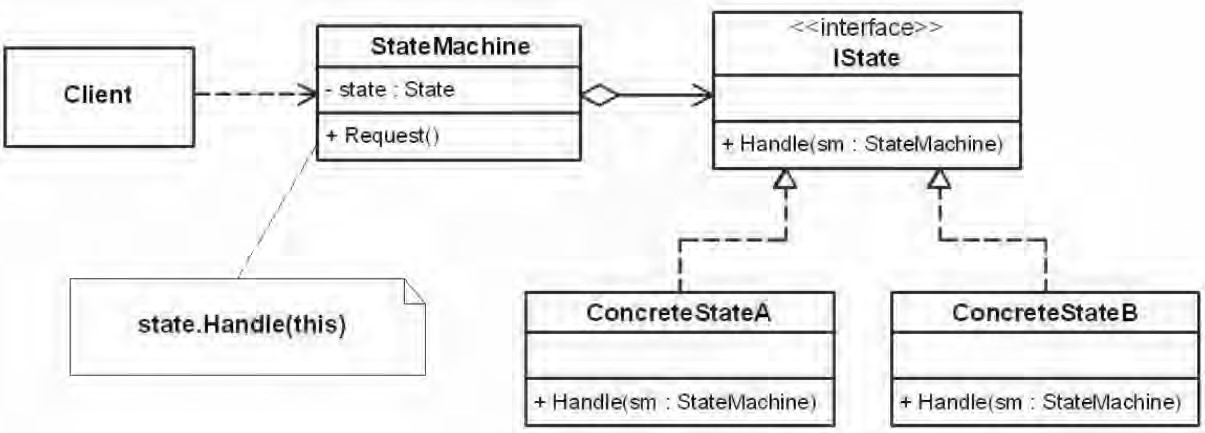 Client
StateMachine
- state : State
+ Request()
<<interface>>
IState
+ Handle(sm : StateMachine)
state.Handle(this)
ConcreteStateA
+ Handle(sm : StateMachine)
ConcreteStateB
+ Handle(sm : StateMachine)